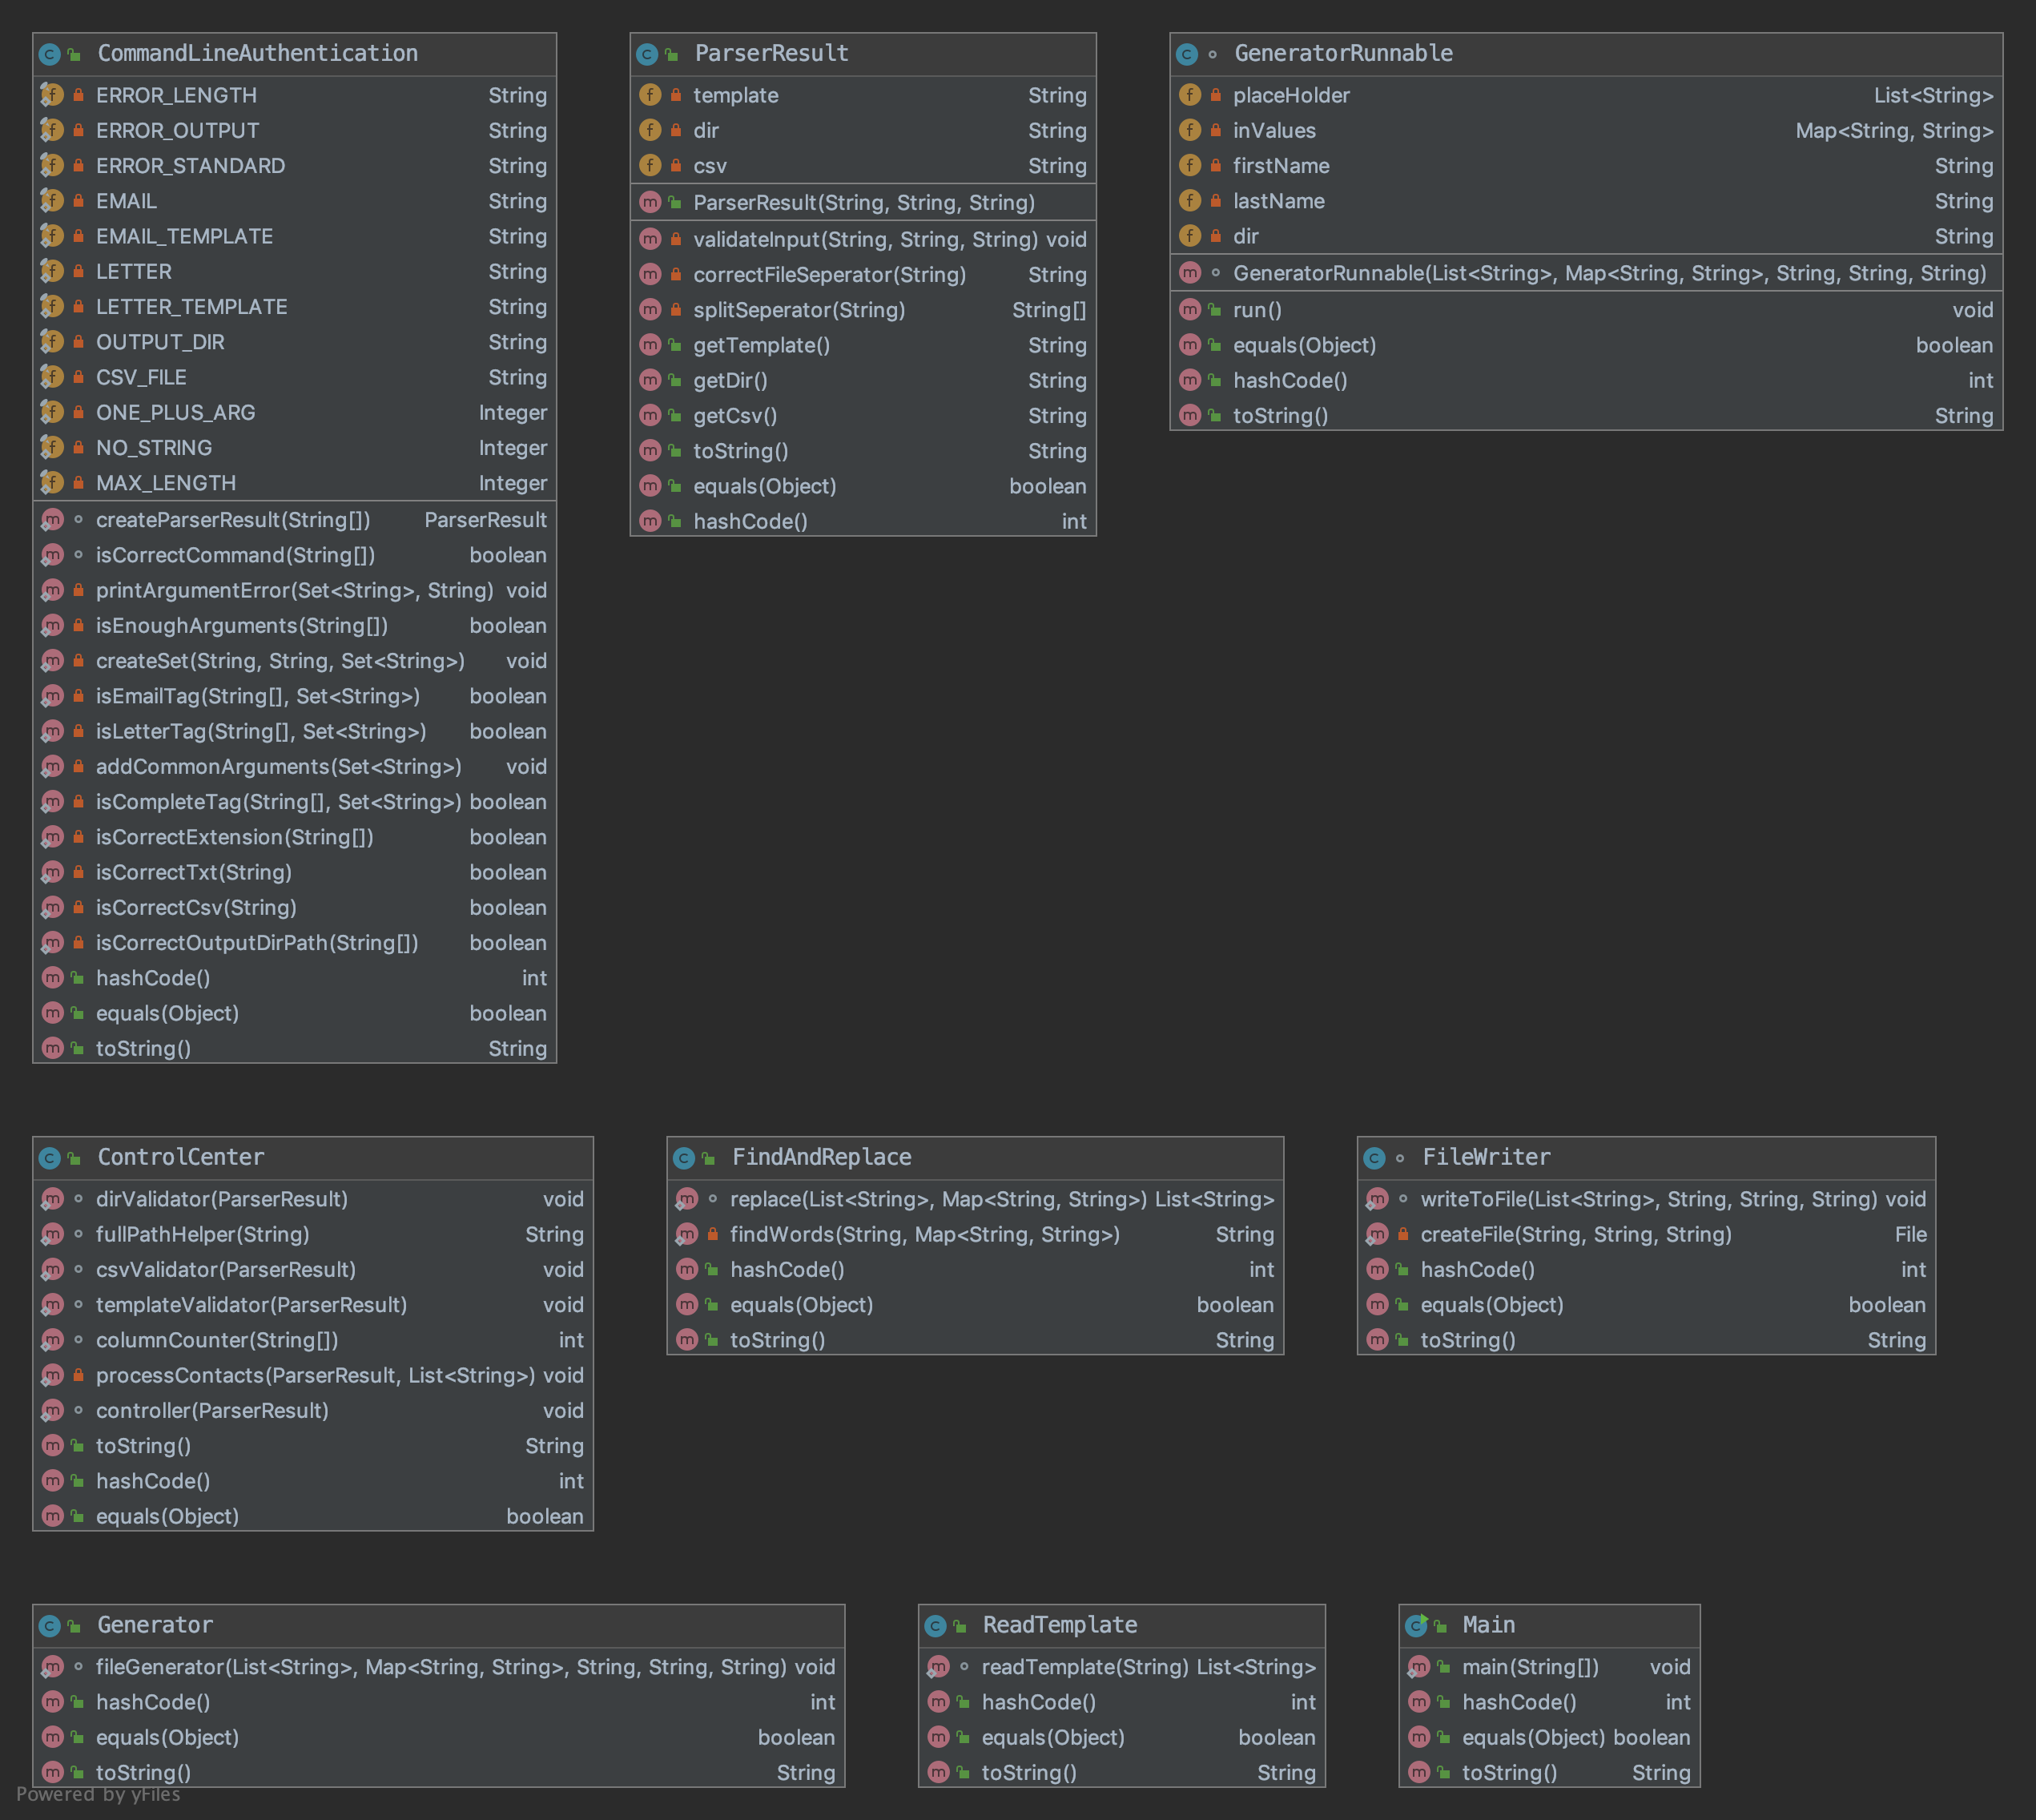 CommandLineAuthentication
ERROR_LENGTH String
ERROR_OUTPUT String
ERROR_STANDARD String
EMAIL String
EMAIL_TEMPLATE String
LETTER String
LETTER_TEMPLATE String
OUTPUT_DIR String
CSV_FILE String
ONE_PLUS_ARG Integer
NO_STRING Integer
MAX_LENGTH Integer
createParserResult(String[]) ParserResult
isCorrectCommand(String[]) boolean
printArgumentError(Set<String>, String) void
isEnoughArguments(String[]) boolean
createSet(String, String, Set<String>) void
isEmailTag(String[], Set<String>) boolean
isLetterTag(String[], Set<String>) boolean
addCommonArguments(Set<String>) void
isCompleteTag(String[], Set<String>) boolean
isCorrectExtension(String[]) boolean
isCorrectTxt(String) boolean
isCorrectCsv(String) boolean
isCorrectOutputDirPath(String[]) boolean
hashCode() int
equals(Object) boolean
toString() String
ParserResult
template String
dir String
csv String
ParserResult(String, String, String)
validateInput(String, String, String) void
correctFileSeperator(String) String
splitSeperator(String) String[]
getTemplate() String
getDir() String
getCsv() String
toString() String
equals(Object) boolean
hashCode() int
GeneratorRunnable
placeHolder List<String>
inValues Map<String, String>
firstName String
lastName String
dir String
GeneratorRunnable(List<String>, Map<String, String>, String, String, String)
run() void
equals(Object) boolean
hashCode() int
toString() String
ControlCenter
dirValidator(ParserResult) void
fullPathHelper(String) String
csvValidator(ParserResult) void
templateValidator(ParserResult) void
columnCounter(String[]) int
processContacts(ParserResult, List<String>) void
controller(ParserResult) void
toString() String
hashCode() int
equals(Object) boolean
FindAndReplace
replace(List<String>, Map<String, String>) List<String>
findWords(String, Map<String, String>) String
hashCode() int
equals(Object) boolean
toString() String
FileWriter
writeToFile(List<String>, String, String, String) void
createFile(String, String, String) File
hashCode() int
equals(Object) boolean
toString() String
Generator
fileGenerator(List<String>, Map<String, String>, String, String, String) void
hashCode() int
equals(Object) boolean
toString() String
ReadTemplate
readTemplate(String) List<String>
hashCode() int
equals(Object) boolean
toString() String
Main
main(String[]) void
hashCode() int
equals(Object) boolean
toString() String
Powered by yFiles